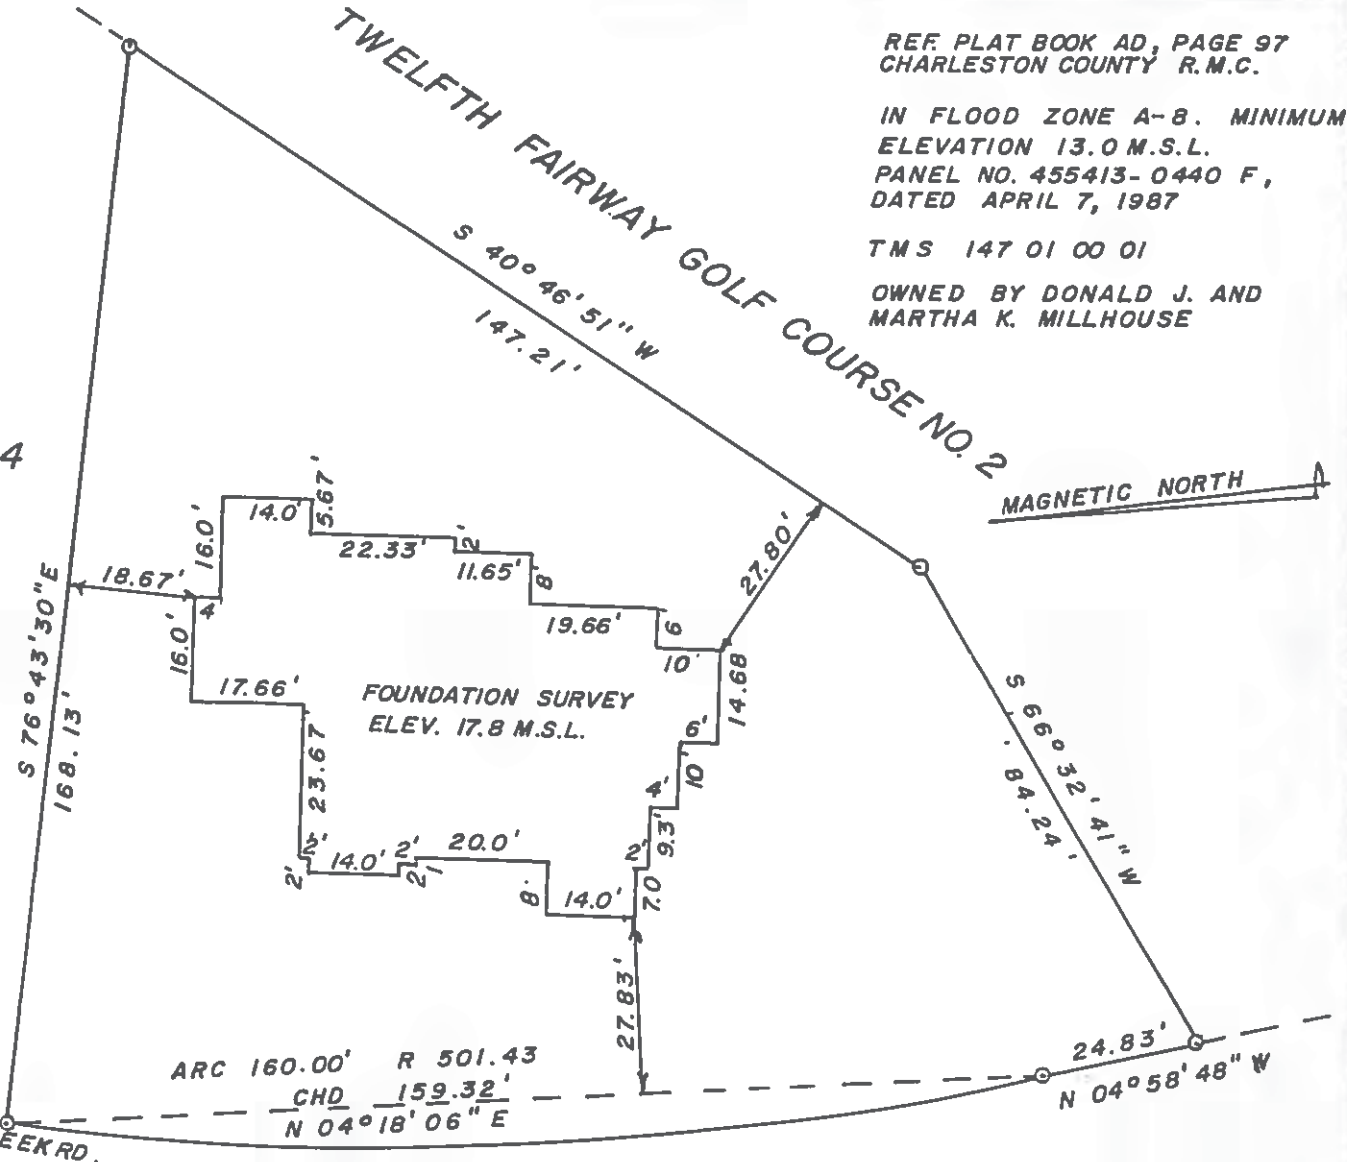 REF. PLAT BOOK AD, PAGE 97
CHARLESTON COUNTY R.M.C.
IN FLOOD ZONE A-8. MINIMUM
ELEVATION 13.0 M.S.L.
PANEL NO. 455413-0440 F,
DATED APRIL 7, 1987
TMS 147 01 00 01
OWNED BY DONALD J. AND
MARTHA K. MILLHOUSE
TWELFTH FAIRWAY GOLF COURSE NO. 2
S 40°46'51" W
147.21'
MAGNETIC NORTH
4
14.0'
5.67'
16.0'
22.33'
2'
11.65'
8
27.80'
18.67'
4
19.66'
6
10'
16.0'
17.66'
FOUNDATION SURVEY
ELEV. 17.8 M.S.L.
14.68
6'
10'
S 76°43'30" E
168.13'
23.67
4'
9.3'
S 66°32'41" W
84.24'
2'
2'
14.0'
2'
2'
20.0'
2'
8'
14.0'
7.0
27.83'
ARC 160.00' R 501.43
CHD 159.32'
N 04°18'06" E
24.83'
N 04°58'48" W
EEK RD.